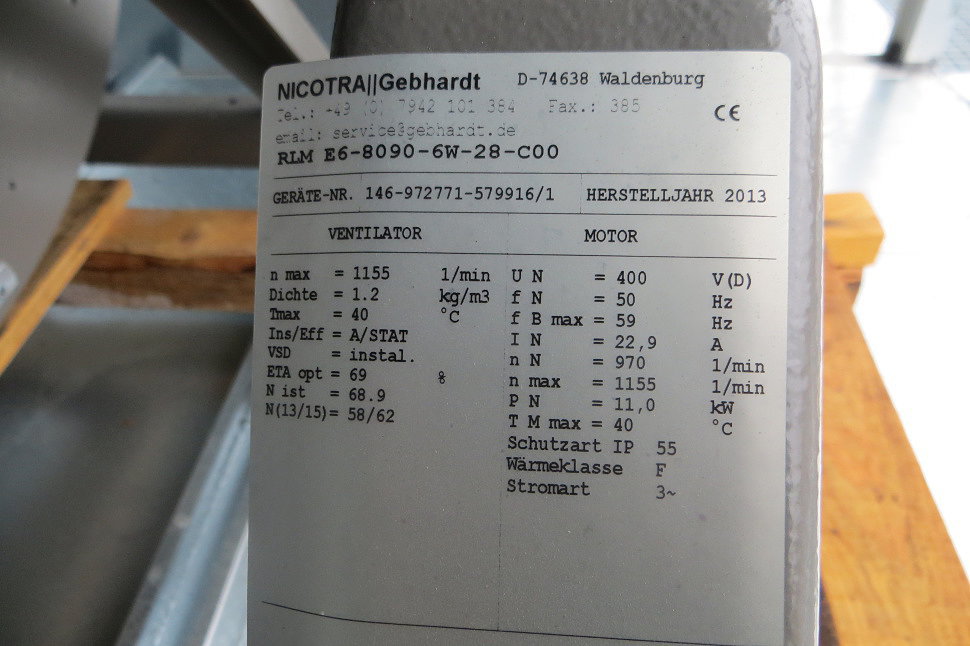 NICOTRA||Gebhardt D-74638 Waldenburg
Tel.: +49 (0) 7942 101 384 Fax.: 385
email: service@gebhardt.de
CE
RLM E6-8090-6W-28-C00
GERÄTE-NR. 146-972771-579916/1 HERSTELLJAHR 2013
VENTILATOR MOTOR
n max = 1155 1/min U N = 400 V(D)
Dichte = 1.2 kg/m3 f N = 50 Hz
Tmax = 40 °C f B max = 59 Hz
Ins/Eff = A/STAT I N = 22,9 A
VSD = instal. n N = 970 1/min
ETA opt = 69 % n max = 1155 1/min
N ist = 68.9 P N = 11,0 kW
N(13/15)= 58/62 T M max = 40 °C
Schutzart IP 55
Wärmeklasse F
Stromart 3~